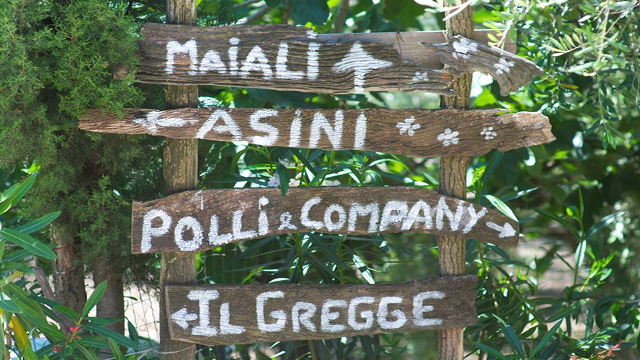 MAIALI
ASINI
POLLI & COMPANY
IL GREGGE